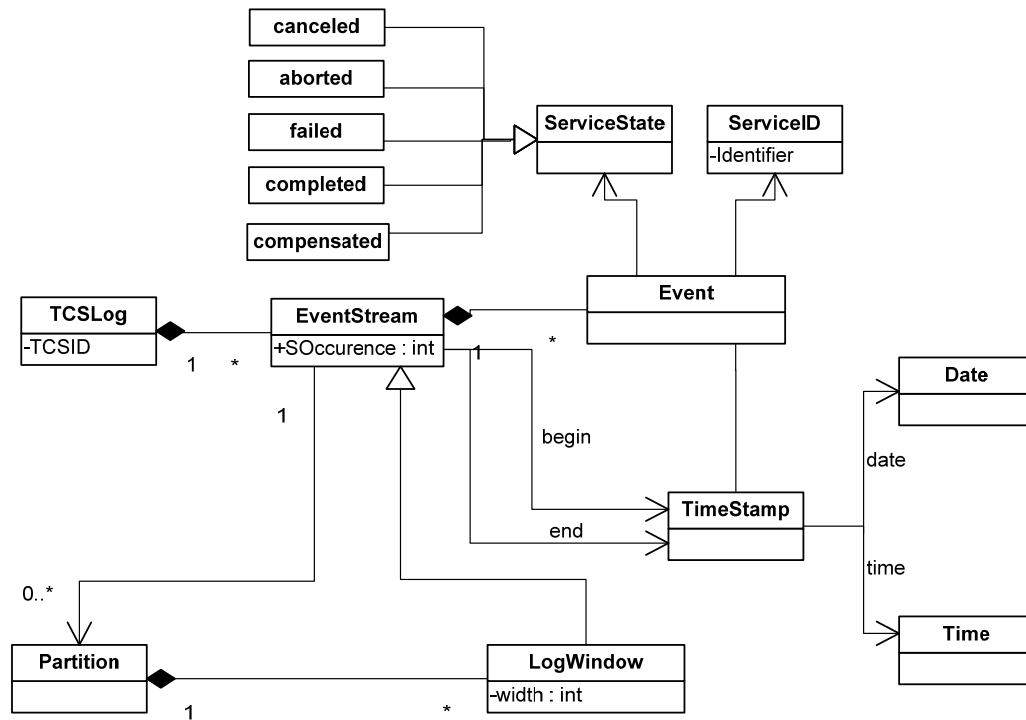 canceled
aborted
failed
completed
compensated
ServiceState
ServiceID
-Identifier
Event
TCSLog
-TCSID
EventStream
+SOccurence : int
1
*
1
*
1
begin
end
TimeStamp
Date
date
time
Time
0..*
Partition
LogWindow
-width : int
1
*